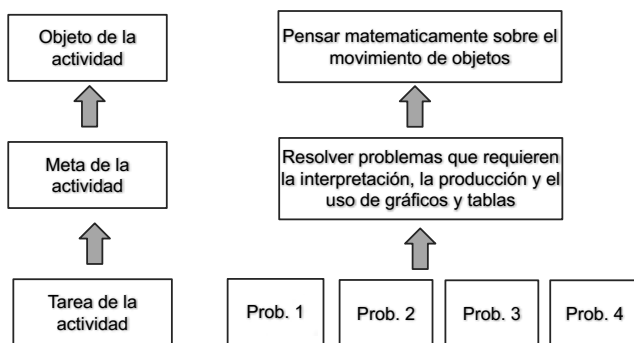 Objeto de la
actividad
Pensar matematicamente sobre el
movimiento de objetos
Meta de la
actividad
Resolver problemas que requieren
la interpretación, la producción y el
uso de gráficos y tablas
Tarea de la
actividad
Prob. 1
Prob. 2
Prob. 3
Prob. 4